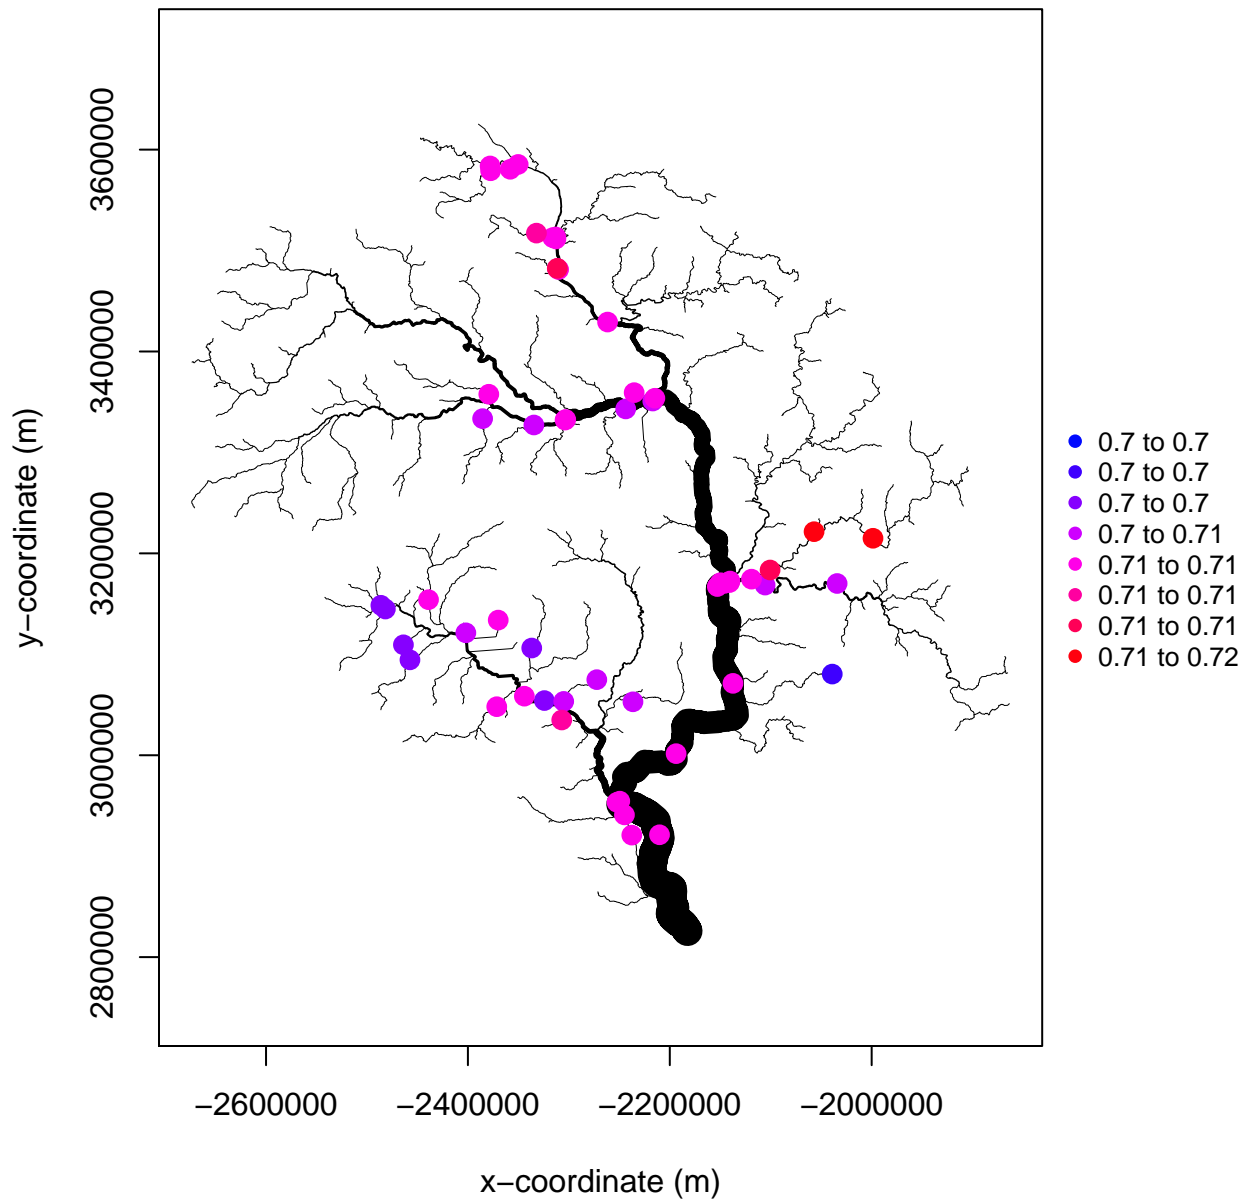 3600000
3400000
3200000
3000000
2800000
y−coordinate (m)
−2600000
−2400000
−2200000
−2000000
x−coordinate (m)
0.7 to 0.7
0.7 to 0.7
0.7 to 0.7
0.7 to 0.71
0.71 to 0.71
0.71 to 0.71
0.71 to 0.71
0.71 to 0.72